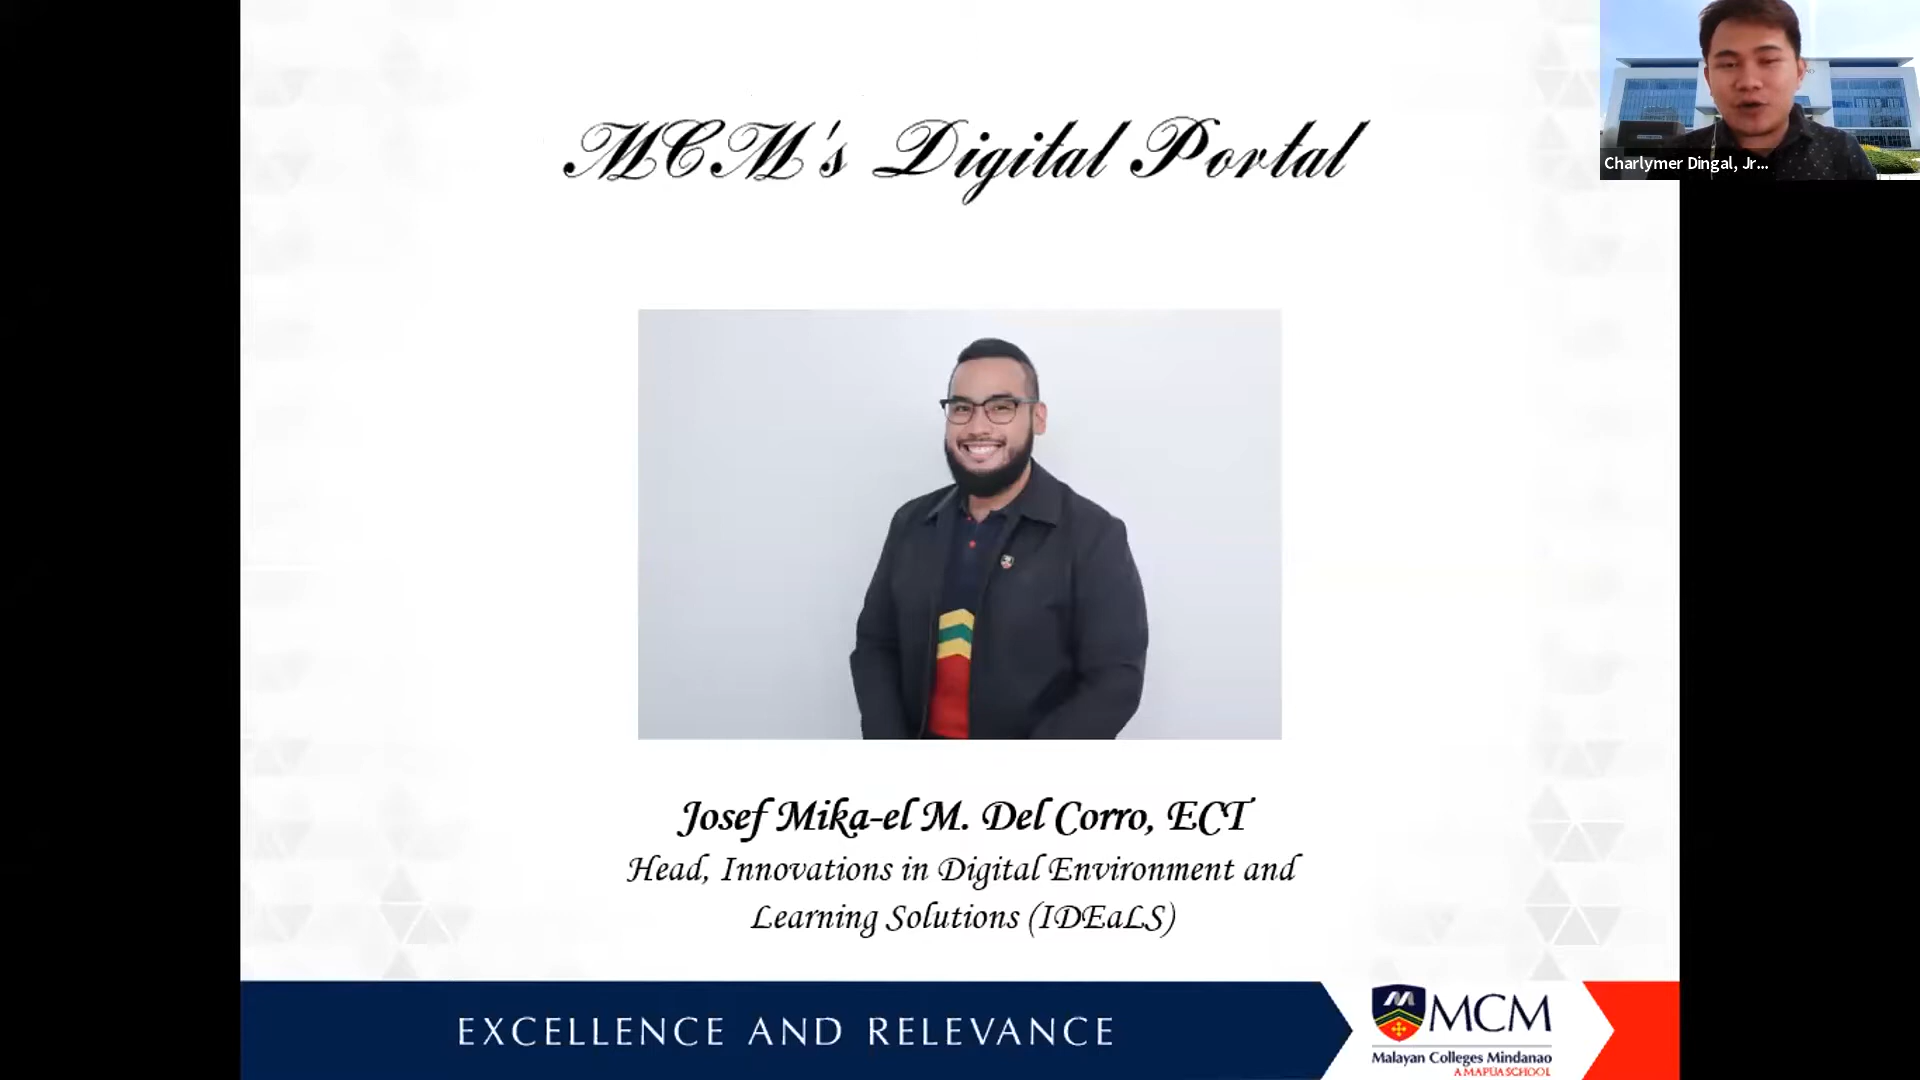 MCM's Digital Portal
Charlymer Dingal, Jr...
Josef Mika-el M. Del Corro, ECT
Head, Innovations in Digital Environment and
Learning Solutions (IDEaLS)
EXCELLENCE AND RELEVANCE
MCM
Malayan Colleges Mindanao
A MAPÚA SCHOOL